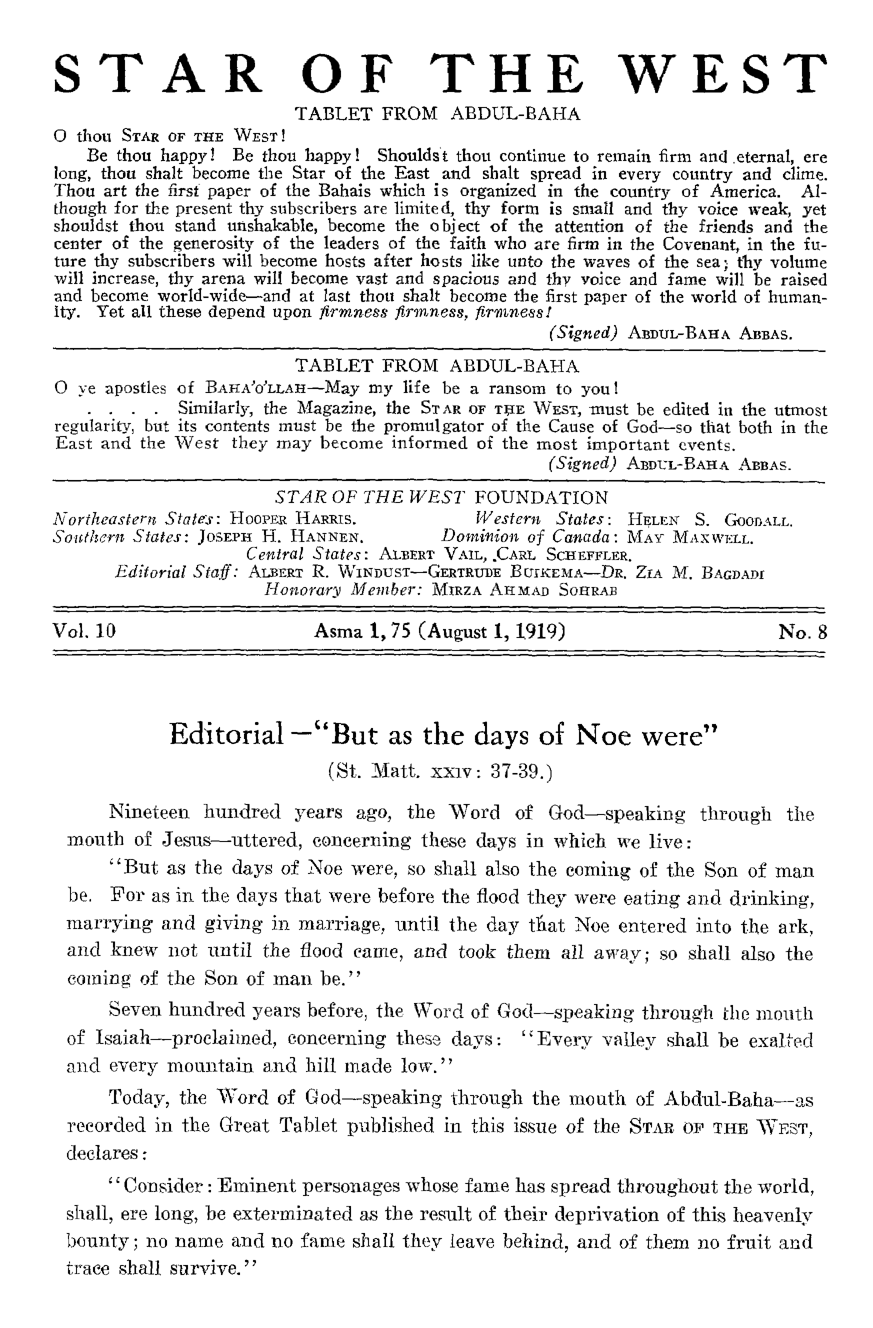 STAR OF THE WEST
TABLET FROM ABDUL-BAHA
O thou STAR OF THE WEST!
Be thou happy! Be thou happy! Shouldst thou continue to remain firm and eternal, ere
long, thou shalt become the Star of the East and shalt spread in every country and clime.
Thou art the first paper of the Bahais which is organized in the country of America. Al-
though for the present thy subscribers are limited, thy form is small and thy voice weak, yet
shouldst thou stand unshakable, become the object of the attention of the friends and the
center of the generosity of the leaders of the faith who are firm in the Covenant, in the fu-
ture thy subscribers will become hosts after hosts like unto the waves of the sea; thy volume
will increase, thy arena will become vast and spacious and thy voice and fame will be raised
and become world-wide—and at last thou shalt become the first paper of the world of human-
ity. Yet all these depend upon firmness firmness, firmness!
(Signed) ABDUL-BAHA ABBAS.
TABLET FROM ABDUL-BAHA
O ye apostles of BAHA'O'LLAH—May my life be a ransom to you!
. . . . Similarly, the Magazine, the STAR OF THE WEST, must be edited in the utmost
regularity, but its contents must be the promulgator of the Cause of God—so that both in the
East and the West they may become informed of the most important events.
(Signed) ABDUL-BAHA ABBAS.
STAR OF THE WEST FOUNDATION
Northeastern States: HOOPER HARRIS. Western States: HELEN S. GOODALL.
Southern States: JOSEPH H. HANNEN. Dominion of Canada: MAY MAXWELL.
Central States: ALBERT VAIL, CARL SCHEFFLER.
Editorial Staff: ALBERT R. WINDUST—GERTRUDE BUIKEMA—DR. ZIA M. BAGDADI
Honorary Member: MIRZA AHMAD SOHRAB
Vol. 10 Asma 1, 75 (August 1, 1919) No. 8
Editorial—“But as the days of Noe were”
(St. Matt. XXIV: 37-39.)
Nineteen hundred years ago, the Word of God—speaking through the
mouth of Jesus—uttered, concerning these days in which we live:
“But as the days of Noe were, so shall also the coming of the Son of man
be. For as in the days that were before the flood they were eating and drinking,
marrying and giving in marriage, until the day that Noe entered into the ark,
and knew not until the flood came, and took them all away; so shall also the
coming of the Son of man be.”
Seven hundred years before, the Word of God—speaking through the mouth
of Isaiah—proclaimed, concerning these days: “Every valley shall be exalted
and every mountain and hill made low.”
Today, the Word of God—speaking through the mouth of Abdul-Baha—as
recorded in the Great Tablet published in this issue of the STAR OF THE WEST,
declares:
“Consider: Eminent personages whose fame has spread throughout the world,
shall, ere long, be exterminated as the result of their deprivation of this heavenly
bounty; no name and no fame shall they leave behind, and of them no fruit and
trace shall survive.”